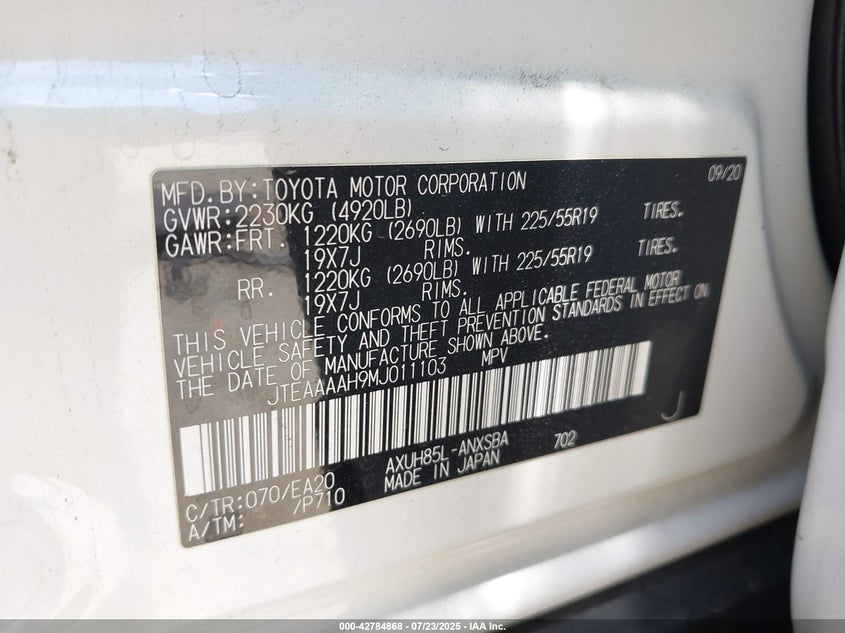 09/20
MFD. BY: TOYOTA MOTOR CORPORATION
GVWR: 2230KG (4920LB)
GAWR: FRT. 1220KG (2690LB) WITH 225/55R19 TIRES.
19X7J RIMS.
RR. 1220KG (2690LB) WITH 225/55R19 TIRES.
19X7J RIMS.
THIS VEHICLE CONFORMS TO ALL APPLICABLE FEDERAL MOTOR
VEHICLE SAFETY AND THEFT PREVENTION STANDARDS IN EFFECT ON
THE DATE OF MANUFACTURE SHOWN ABOVE.
JTEAAAAH9MJ011103 MPV
J
C/TR: 070/EA20 AXUH85L-ANXSBA 702
A/TM: /P710 MADE IN JAPAN
000-42784868 - 07/23/2025 - IAA Inc.